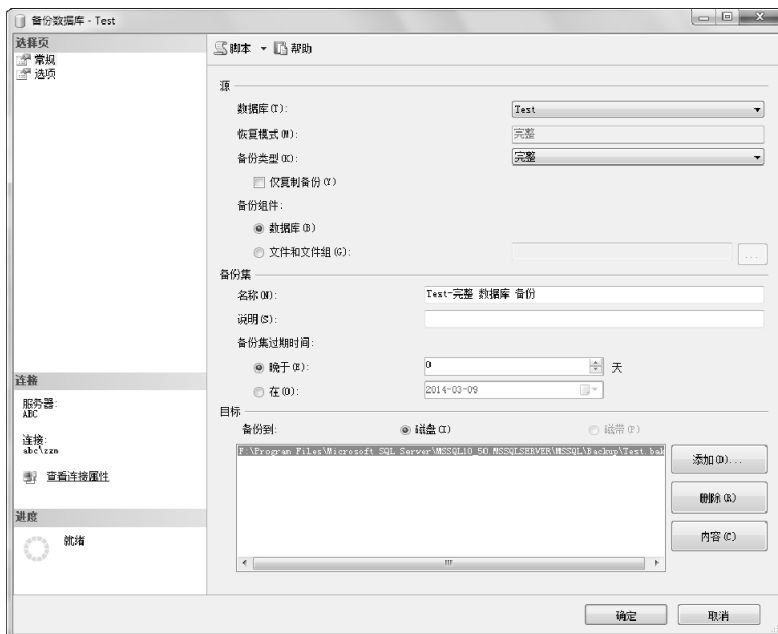 备份数据库 - Test
选择页
常规
选项
脚本 帮助
源
数据库(T): Test
恢复模式(M): 完整
备份类型(K): 完整
仅复制备份(Y)
备份组件:
数据库(B)
文件和文件组(G): ...
备份集
名称(N): Test-完整 数据库 备份
说明(S):
备份集过期时间:
晚于(E): 0 天
在(O): 2014-03-09
目标
备份到: 磁盘(I) 磁带(P)
F:\Program Files\Microsoft SQL Server\MSSQL10_50.MSSQLSERVER\MSSQL\Backup\Test.bak
添加(D)...
删除(R)
内容(C)
连接
服务器:
ABC
连接:
abc\zzn
查看连接属性
进度
就绪
确定 取消